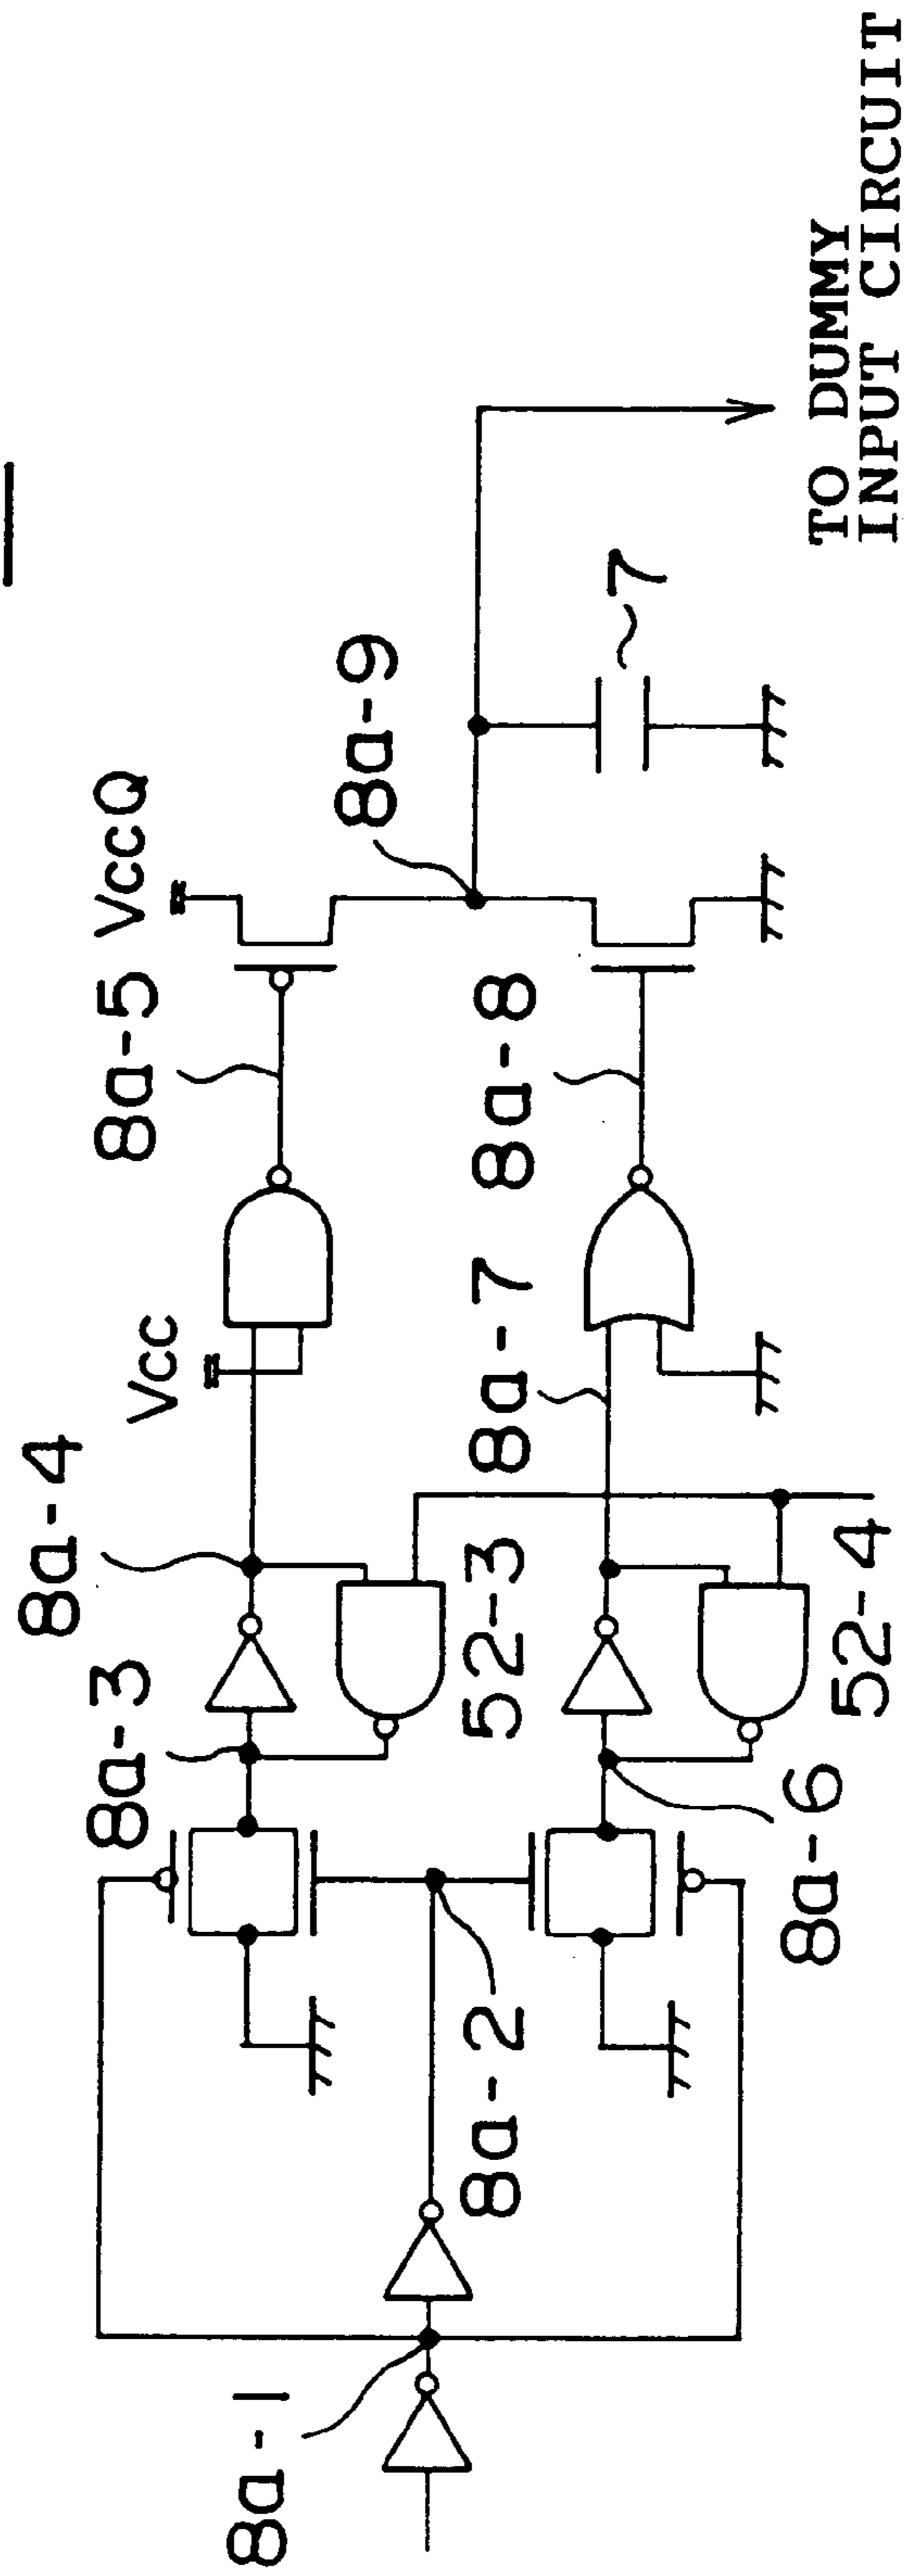 8a-1
8a-2
8a-3
8a-4
52-3
8a-6
52-4
Vcc
8a-5
8a-7
8a-8
VccQ
8a-9
7
TO DUMMY
INPUT CIRCUIT